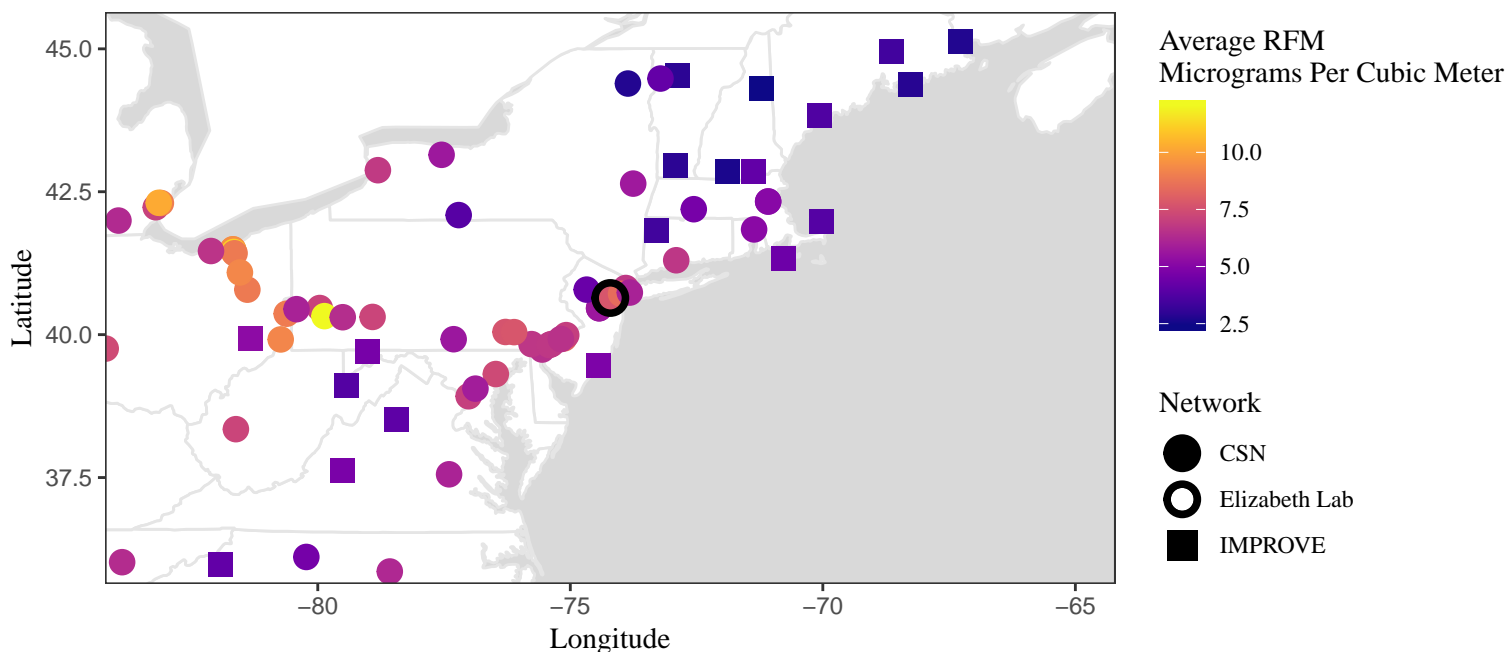 45.0
42.5
40.0
37.5
Latitude
−80
−75
−70
−65
Longitude
Average RFM
Micrograms Per Cubic Meter
10.0
7.5
5.0
2.5
Network
CSN
Elizabeth Lab
IMPROVE